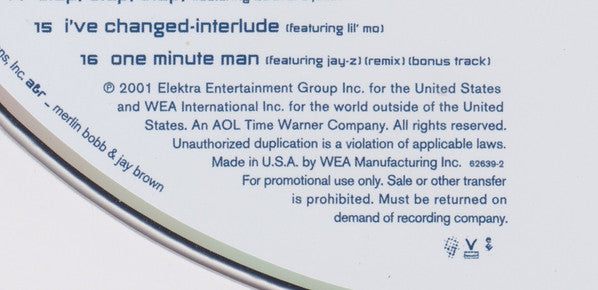 15 i've changed-interlude (featuring lil' mo)
16 one minute man (featuring jay-z) (remix) (bonus track)
Inc. a&r _ merlin bobb & jay brown
℗ 2001 Elektra Entertainment Group Inc. for the United States
and WEA International Inc. for the world outside of the United
States. An AOL Time Warner Company. All rights reserved.
Unauthorized duplication is a violation of applicable laws.
Made in U.S.A. by WEA Manufacturing Inc. 62639-2
For promotional use only. Sale or other transfer
is prohibited. Must be returned on
demand of recording company.